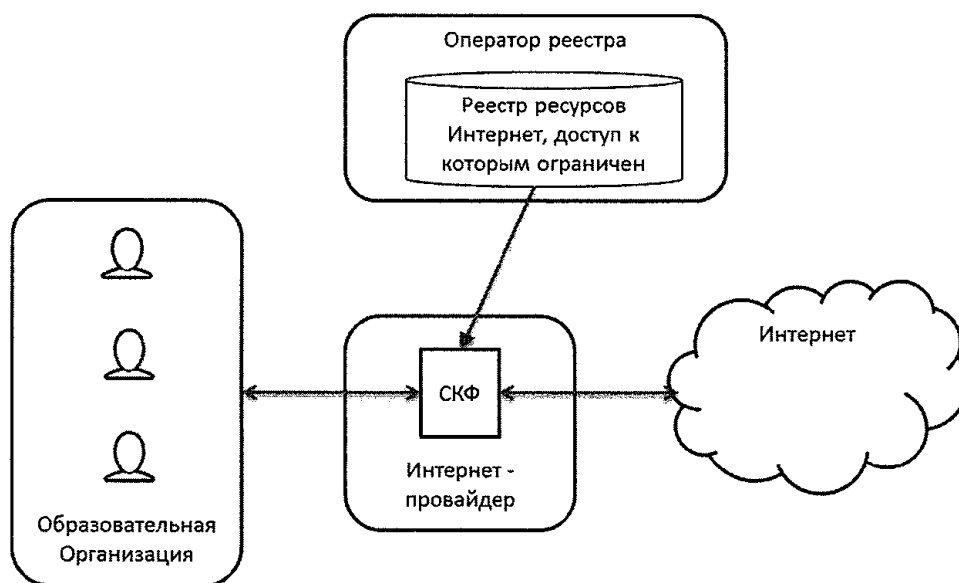 Оператор реестра
Реестр ресурсов
Интернет, доступ к
которым ограничен
Интернет
СКФ
Интернет -
провайдер
Образовательная
Организация